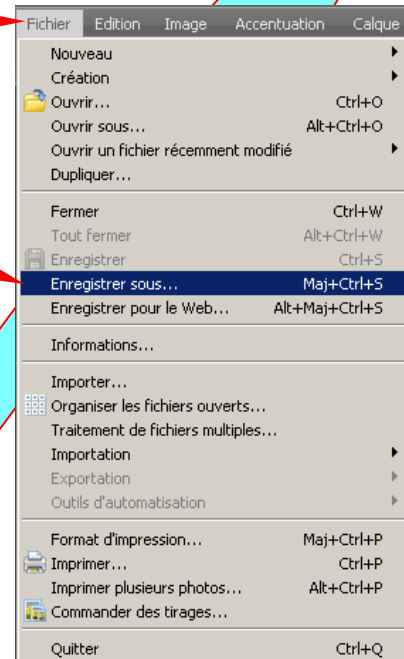 Fichier Edition Image Accentuation Calque
Nouveau
Création
Ouvrir... Ctrl+O
Ouvrir sous... Alt+Ctrl+O
Ouvrir un fichier récemment modifié
Dupliquer...
Fermer Ctrl+W
Tout fermer Alt+Ctrl+W
Enregistrer Ctrl+S
Enregistrer sous... Maj+Ctrl+S
Enregistrer pour le Web... Alt+Maj+Ctrl+S
Informations...
Importer...
Organiser les fichiers ouverts...
Traitement de fichiers multiples...
Importation
Exportation
Outils d'automatisation
Format d'impression... Maj+Ctrl+P
Imprimer... Ctrl+P
Imprimer plusieurs photos... Alt+Ctrl+P
Commander des tirages...
Quitter Ctrl+Q